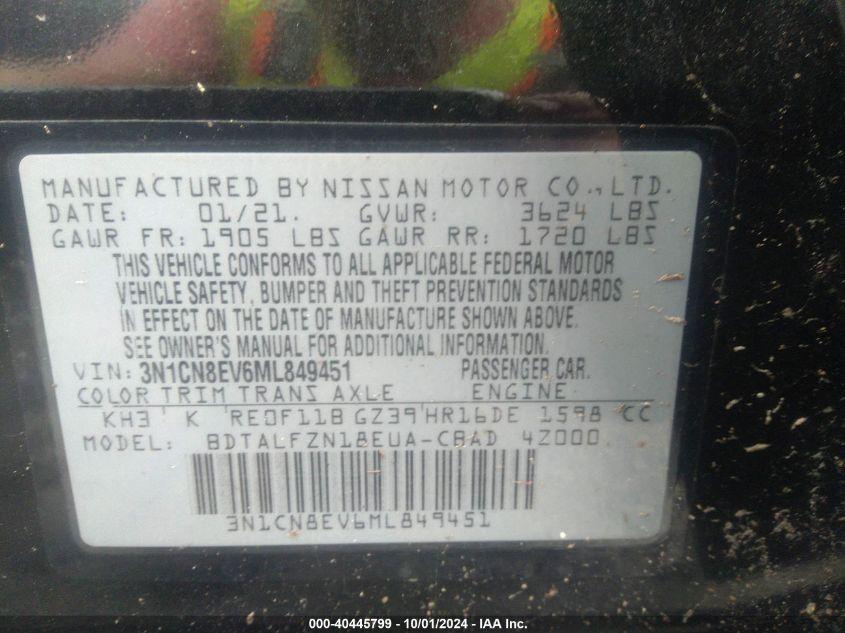 MANUFACTURED BY NISSAN MOTOR CO., LTD.
DATE: 01/21. GVWR: 3624 LBS
GAWR FR: 1905 LBS GAWR RR: 1720 LBS
THIS VEHICLE CONFORMS TO ALL APPLICABLE FEDERAL MOTOR
VEHICLE SAFETY, BUMPER AND THEFT PREVENTION STANDARDS
IN EFFECT ON THE DATE OF MANUFACTURE SHOWN ABOVE.
SEE OWNER'S MANUAL FOR ADDITIONAL INFORMATION.
VIN: 3N1CN8EV6ML849451 PASSENGER CAR.
COLOR TRIM TRANS AXLE ENGINE
KH3 K RE0F11B GZ39 HR16DE 1598 CC
MODEL: BDTALFZN18EUA-CBAD 4Z000
3N1CN8EV6ML849451
000-40445799 - 10/01/2024 - IAA Inc.